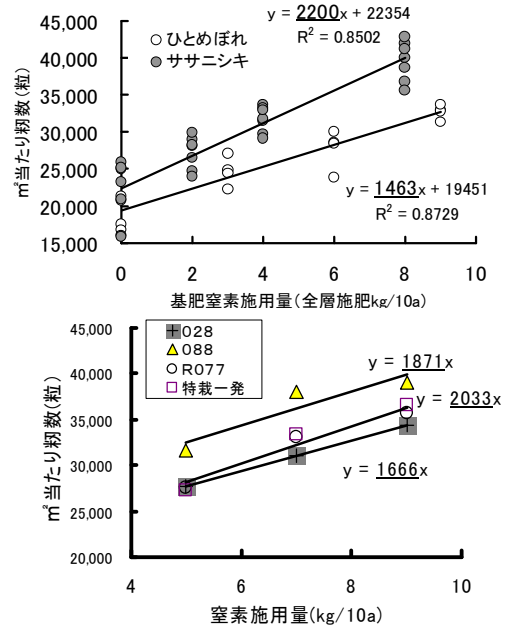 y = 2200x + 22354
R² = 0.8502
ひとめぼれ
ササニシキ
㎡当たり籾数(粒)
45,000
40,000
35,000
30,000
25,000
20,000
15,000
y = 1463x + 19451
R² = 0.8729
0 2 4 6 8 10
基肥窒素施用量(全層施肥kg/10a)
028
088
R077
特栽一発
㎡当たり籾数(粒)
45,000
40,000
35,000
30,000
25,000
20,000
y = 1871x
y = 2033x
y = 1666x
4 6 8 10
窒素施用量(kg/10a)